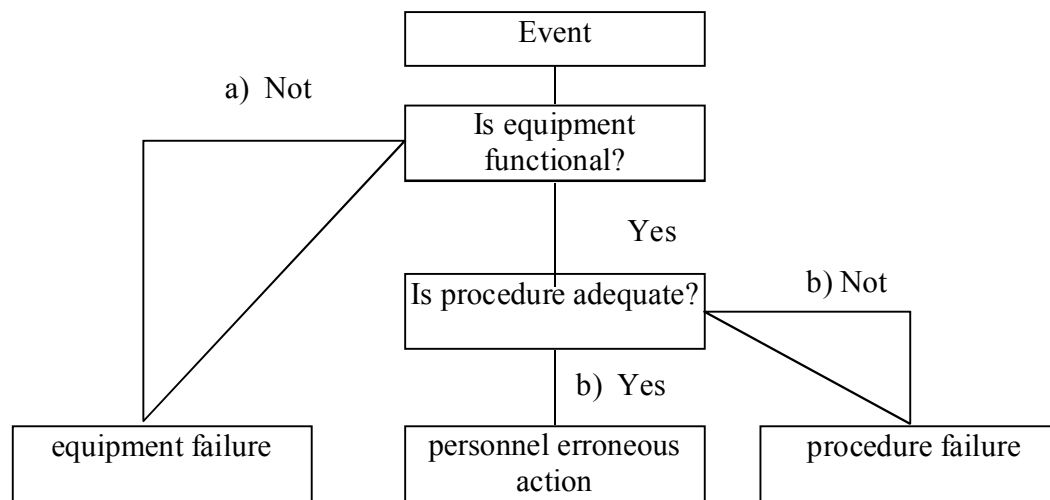 Event
a) Not
Is equipment
functional?
Yes
Is procedure adequate?
b) Not
b) Yes
equipment failure
personnel erroneous
action
procedure failure